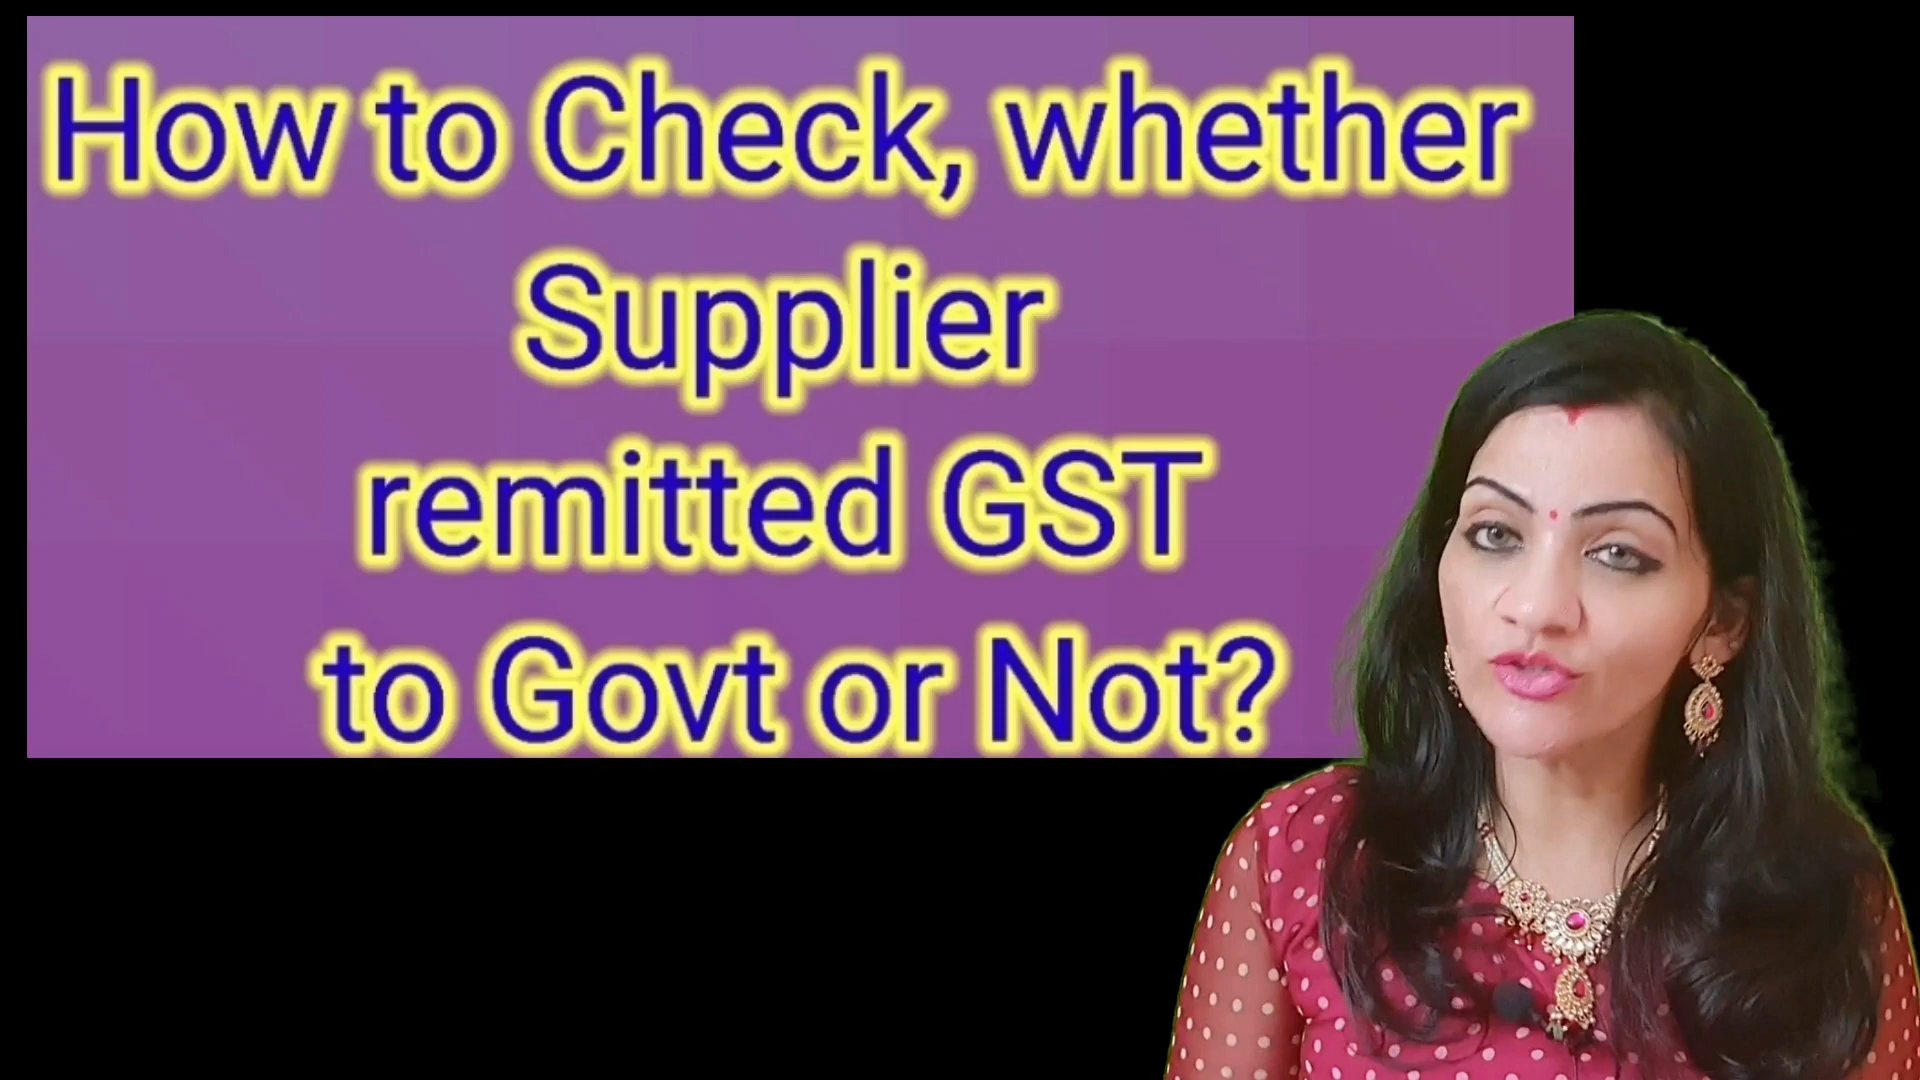 How to Check, whether
Supplier
remitted GST
to Govt or Not?